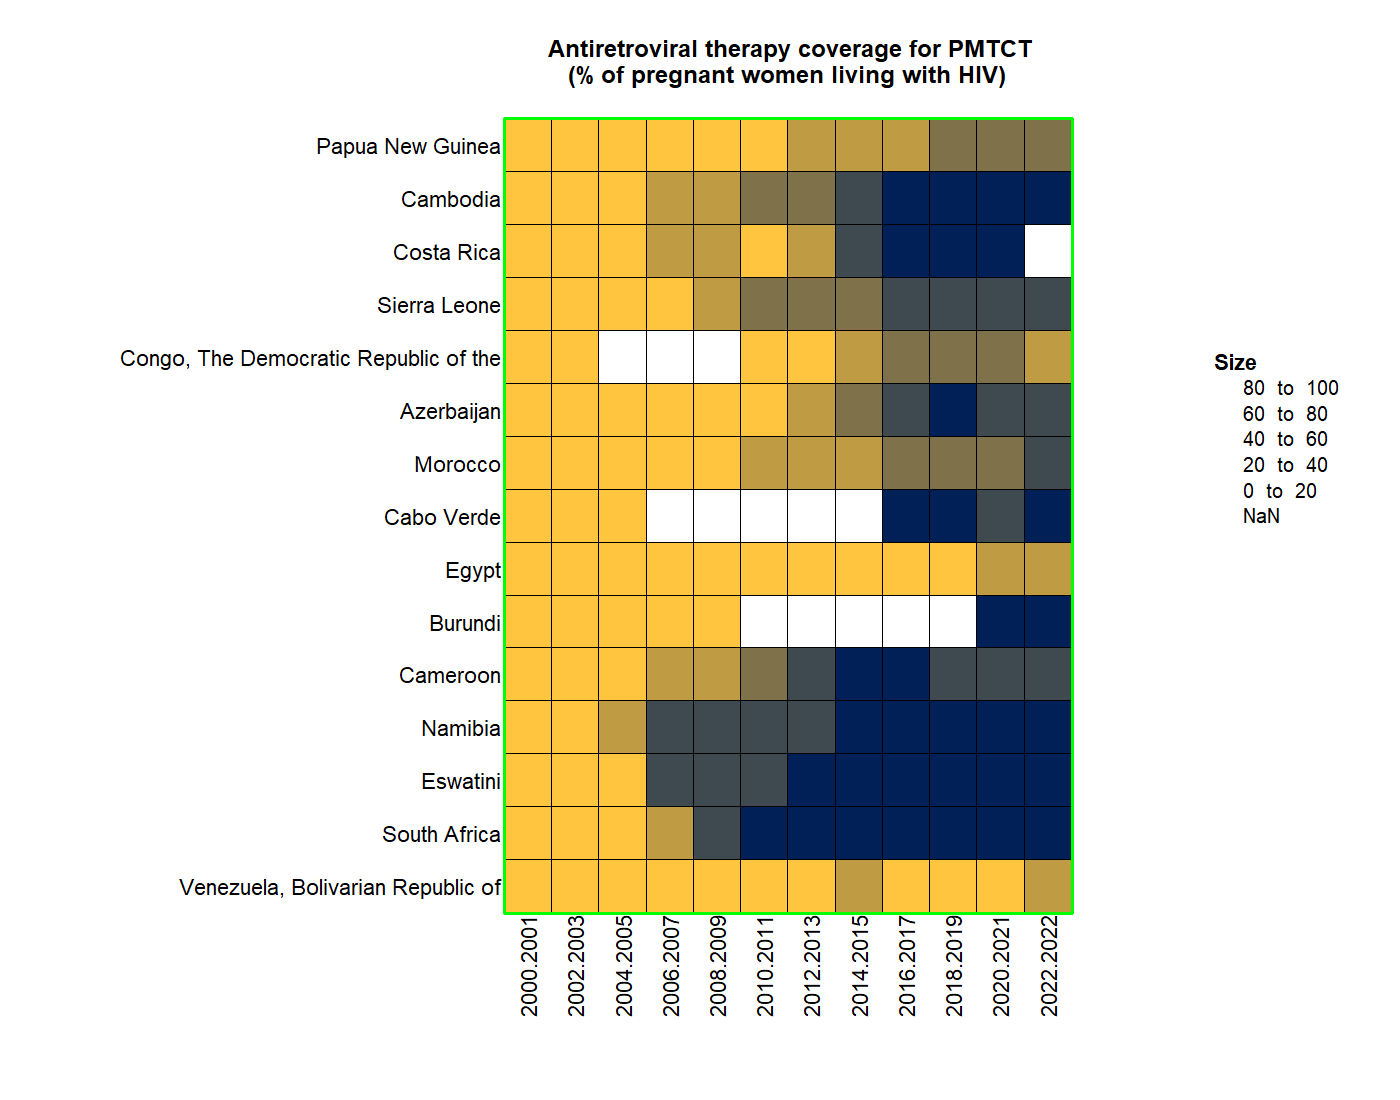 Antiretroviral therapy coverage for PMTCT
(% of pregnant women living with HIV)
Papua New Guinea
Cambodia
Costa Rica
Sierra Leone
Congo, The Democratic Republic of the
Azerbaijan
Morocco
Cabo Verde
Egypt
Burundi
Cameroon
Namibia
Eswatini
South Africa
Venezuela, Bolivarian Republic of
2000.2001
2002.2003
2004.2005
2006.2007
2008.2009
2010.2011
2012.2013
2014.2015
2016.2017
2018.2019
2020.2021
2022.2022
Size
80 to 100
60 to 80
40 to 60
20 to 40
0 to 20
NaN